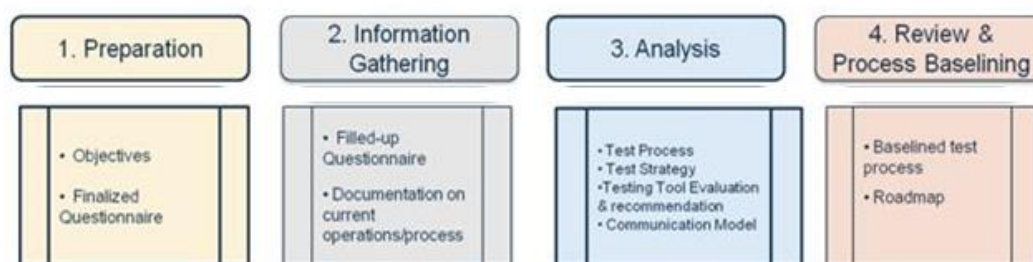 1. Preparation
2. Information
Gathering
3. Analysis
4. Review &
Process Baselining
• Objectives
• Finalized
Questionnaire
• Filled-up
Questionnaire
• Documentation on
current
operations/process
• Test Process
• Test Strategy
•Testing Tool Evaluation
& recommendation
• Communication Model
• Baselined test
process
• Roadmap